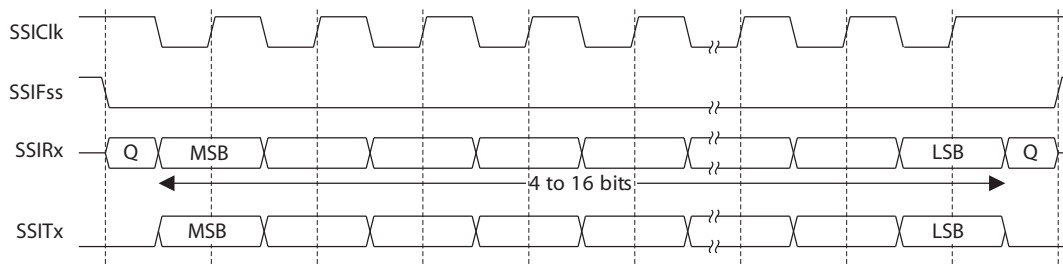 SSIClk
SSIFss
SSIRx Q MSB LSB Q
4 to 16 bits
SSITx MSB LSB